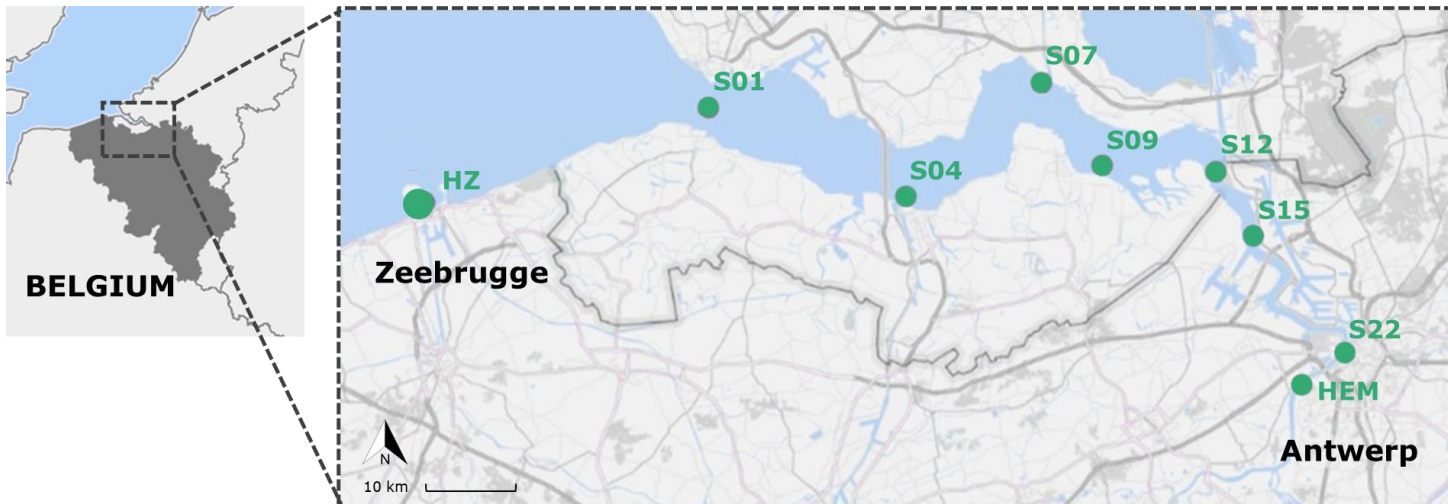 BELGIUM
S01
S07
S09
S12
HZ
S04
S15
Zeebrugge
S22
HEM
Antwerp
N
10 km